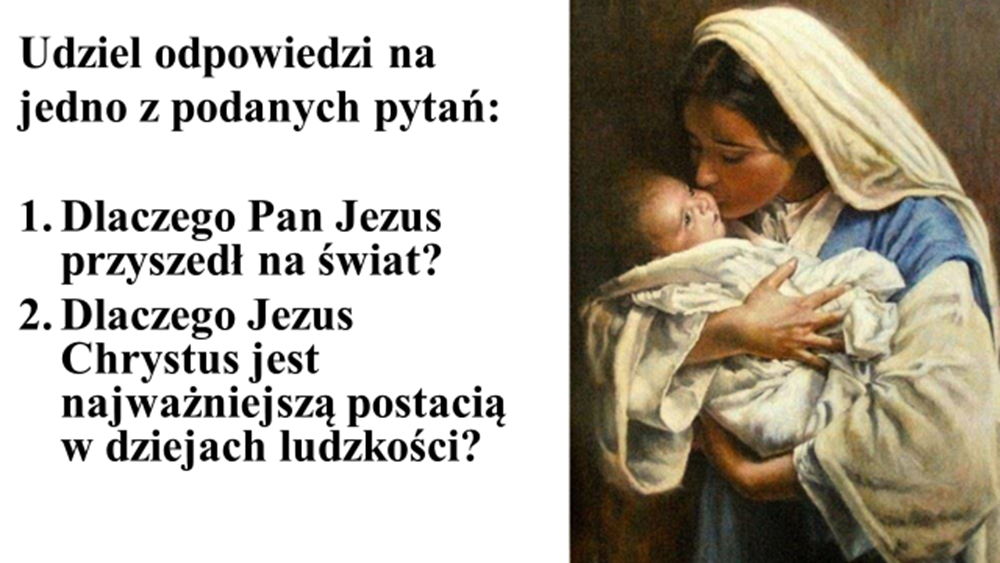 Udziel odpowiedzi na
jedno z podanych pytań:
1. Dlaczego Pan Jezus
przyszedł na świat?
2. Dlaczego Jezus
Chrystus jest
najważniejszą postacią
w dziejach ludzkości?